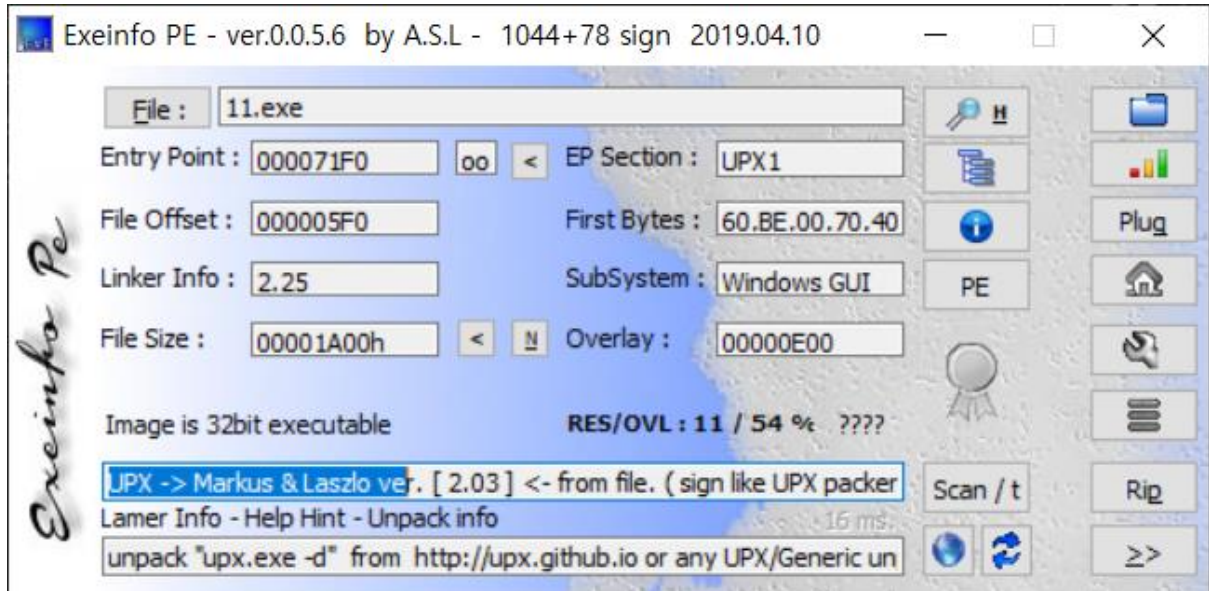 Exeinfo PE - ver.0.0.5.6 by A.S.L - 1044+78 sign 2019.04.10
File : 11.exe H
Entry Point : 000071F0 oo < EP Section : UPX1
File Offset : 000005F0 First Bytes : 60.BE.00.70.40 Plug
Linker Info : 2.25 SubSystem : Windows GUI PE
File Size : 00001A00h < N Overlay : 00000E00
Image is 32bit executable RES/OVL : 11 / 54 % ????
UPX -> Markus & Laszlo ver. [ 2.03 ] <- from file. ( sign like UPX packer Scan / t Rip
Lamer Info - Help Hint - Unpack info 16 ms.
unpack "upx.exe -d" from http://upx.github.io or any UPX/Generic un >>
Exeinfo Pe